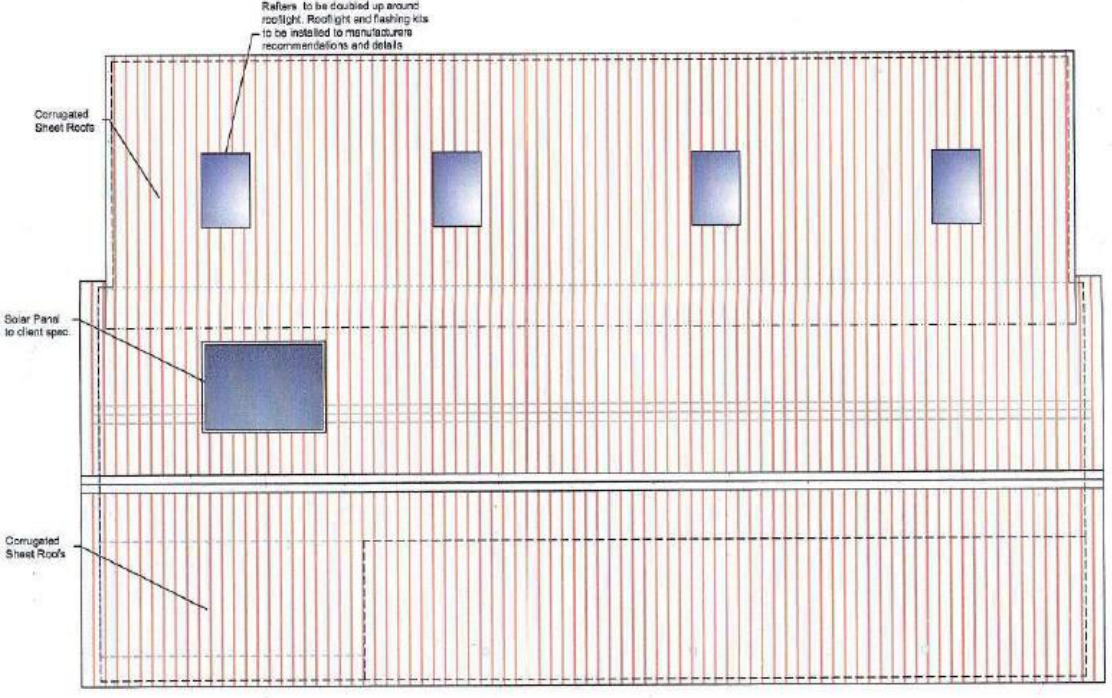 Rafters to be doubled up around
rooflight. Rooflight and flashing kits
to be installed to manufacturers
recommendations and details
Corrugated
Sheet Roofs
Solar Panel
to client spec.
Corrugated
Sheet Roofs